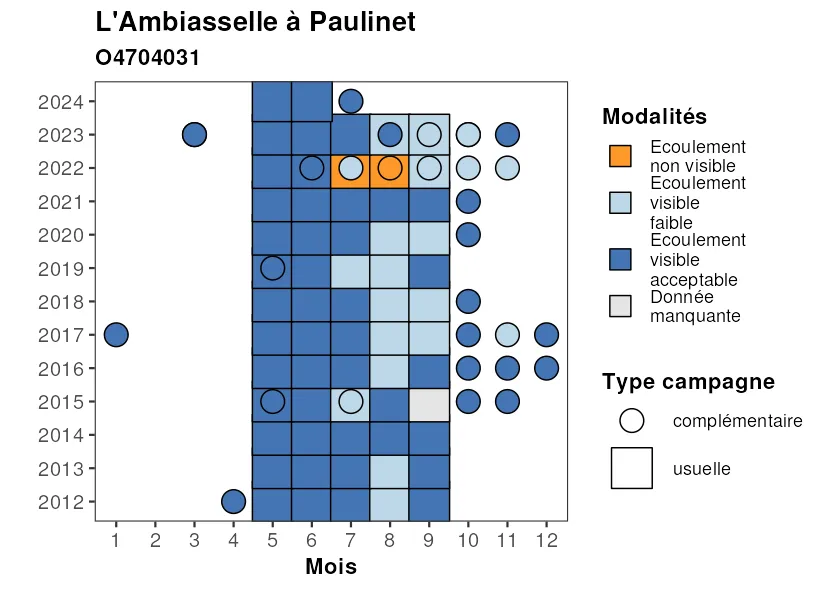 L'Ambiasselle à Paulinet
O4704031
2024
2023
2022
2021
2020
2019
2018
2017
2016
2015
2014
2013
2012
1 2 3 4 5 6 7 8 9 10 11 12
Mois
Modalités
Ecoulement
non visible
Ecoulement
visible
faible
Ecoulement
visible
acceptable
Donnée
manquante
Type campagne
complémentaire
usuelle